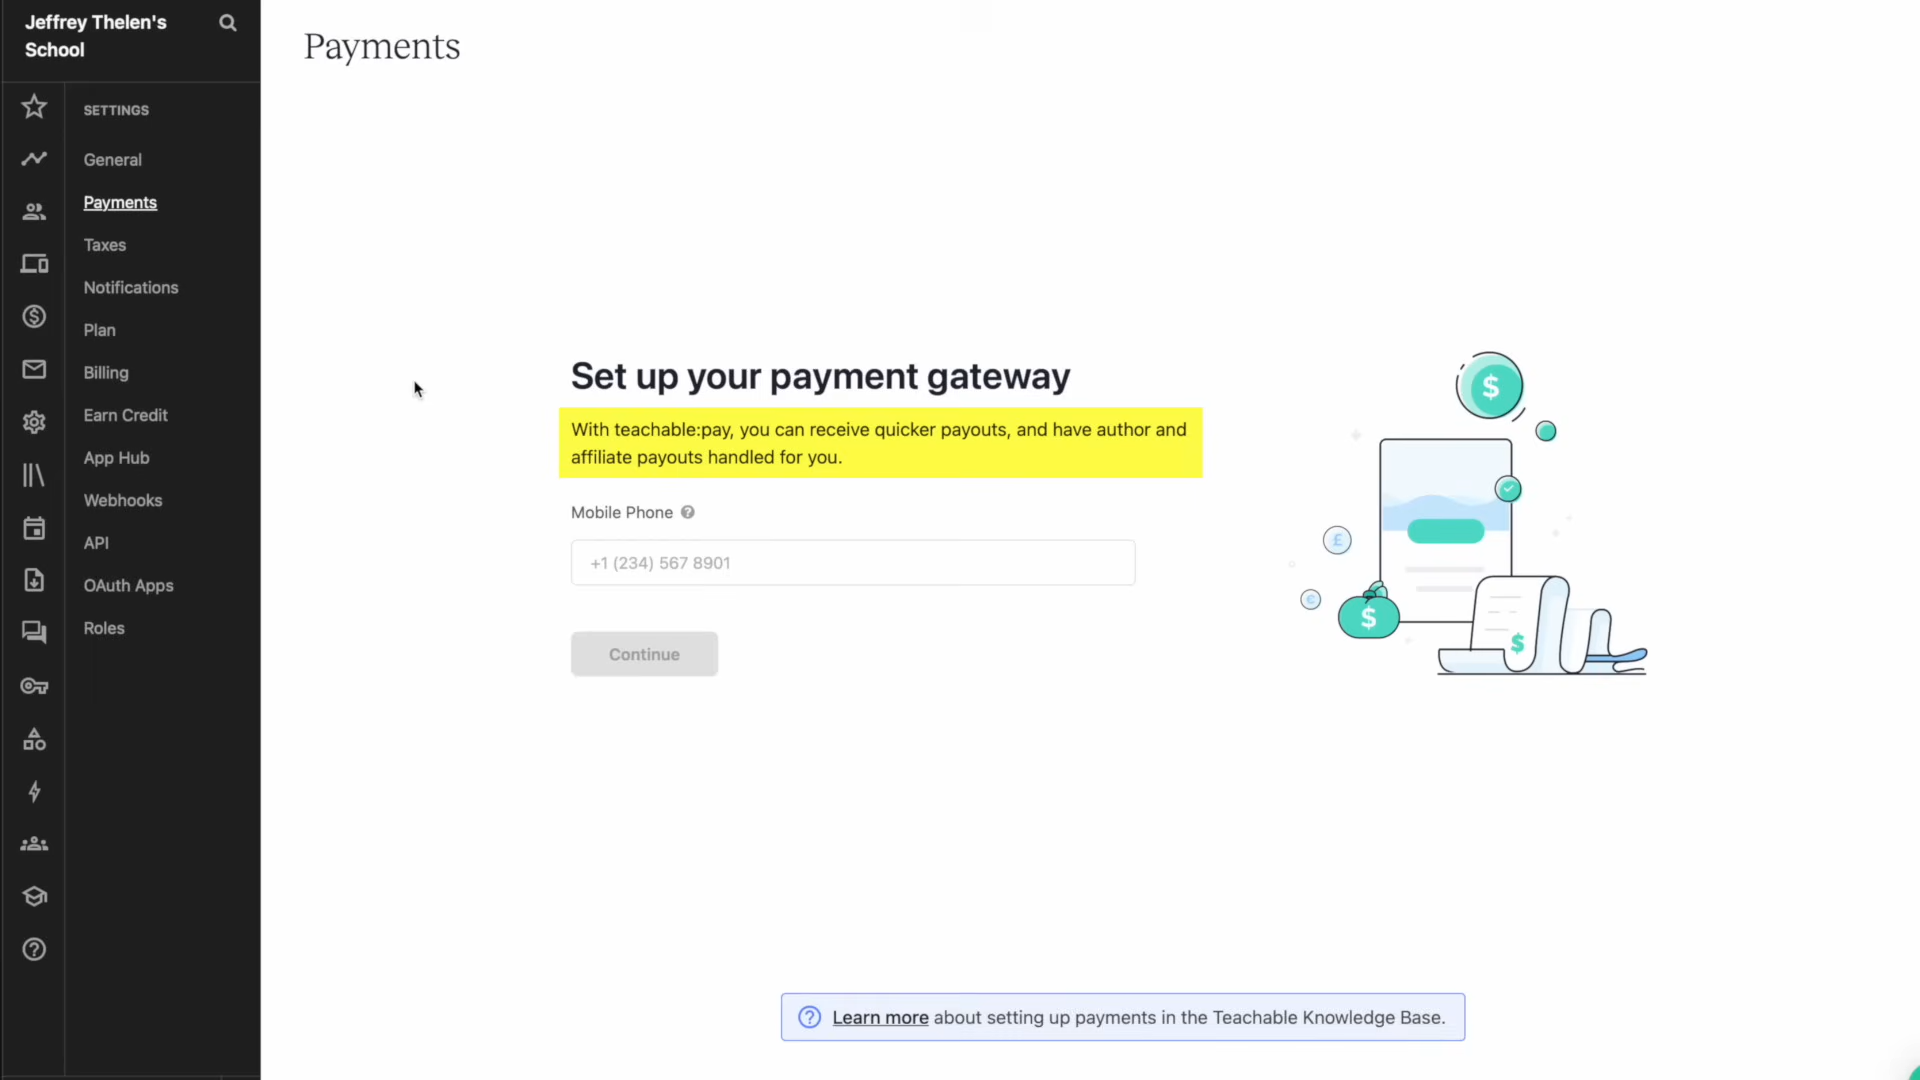 Jeffrey Thelen's
School
SETTINGS
General
Payments
Taxes
Notifications
Plan
Billing
Earn Credit
App Hub
Webhooks
API
OAuth Apps
Roles
Payments
Set up your payment gateway
With teachable:pay, you can receive quicker payouts, and have author and
affiliate payouts handled for you.
Mobile Phone
+1 (234) 567 8901
Continue
$
$
£
€
$
Learn more about setting up payments in the Teachable Knowledge Base.